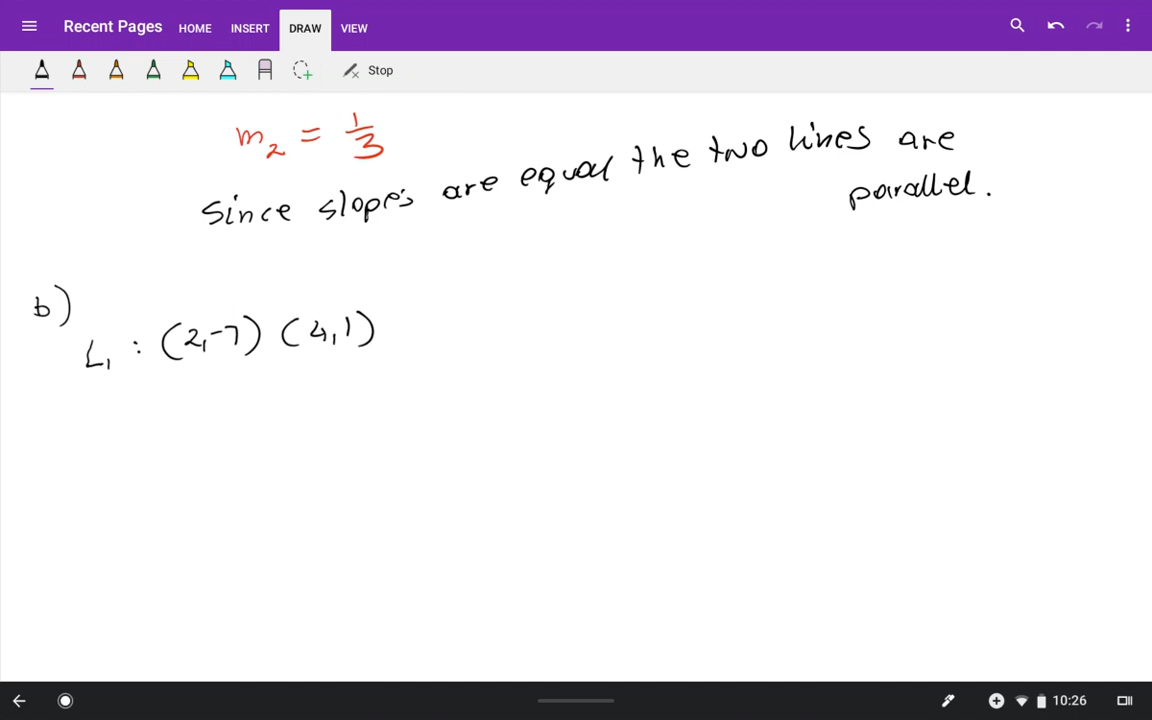 Recent Pages HOME INSERT DRAW VIEW
Stop
m₂ = 1/3
Since slope's are equal the two lines are
parallel.
b)
L₁ : (2,-7) (4,1)
10:26